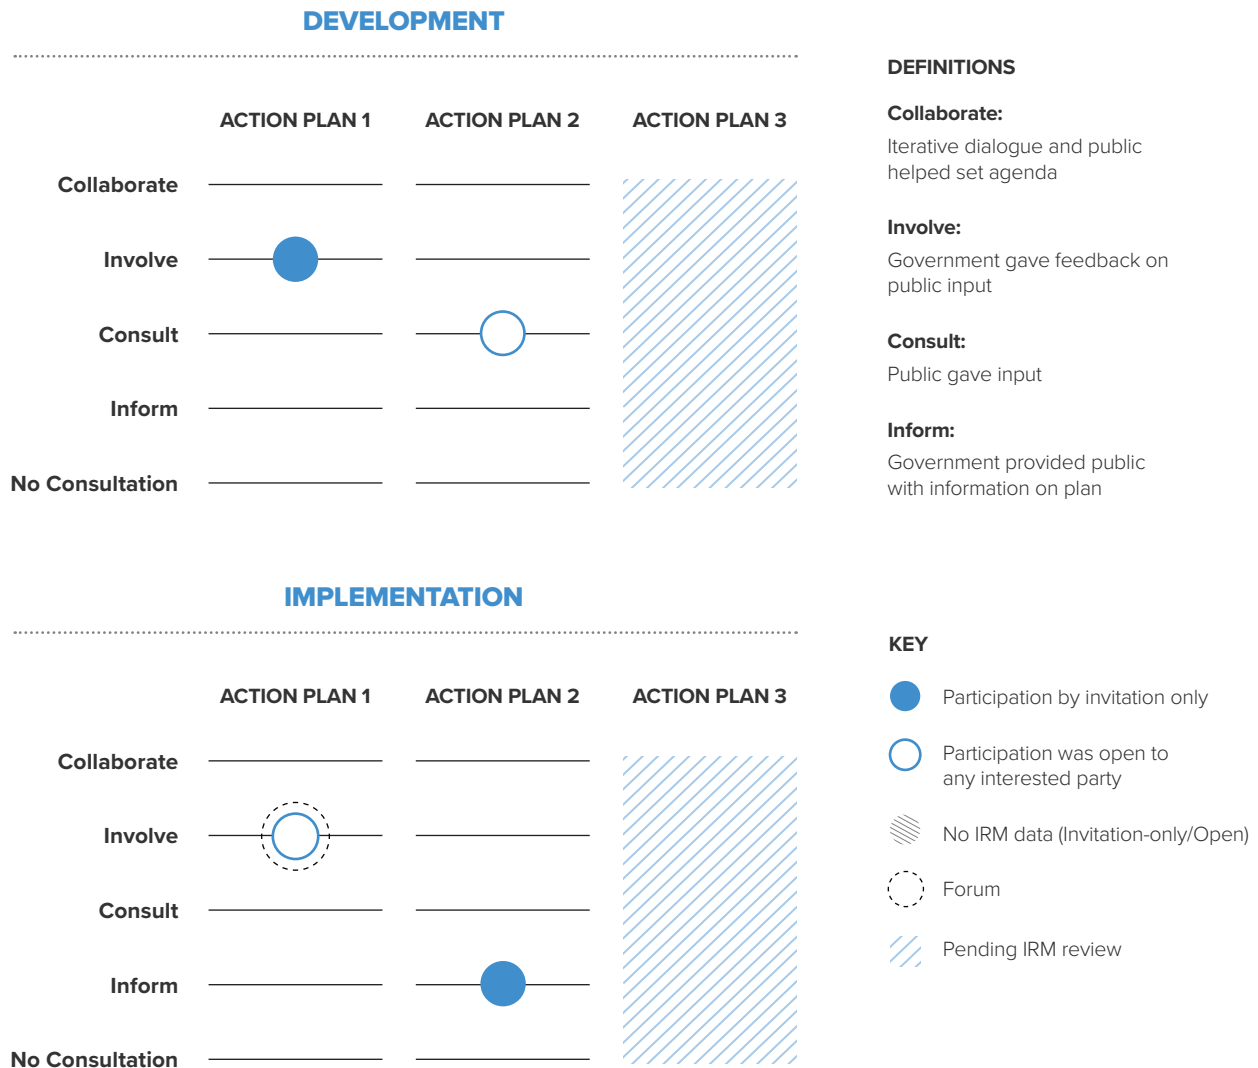 DEVELOPMENT
ACTION PLAN 1 ACTION PLAN 2 ACTION PLAN 3
Collaborate
Involve
Consult
Inform
No Consultation
DEFINITIONS
Collaborate:
Iterative dialogue and public
helped set agenda
Involve:
Government gave feedback on
public input
Consult:
Public gave input
Inform:
Government provided public
with information on plan
IMPLEMENTATION
ACTION PLAN 1 ACTION PLAN 2 ACTION PLAN 3
Collaborate
Involve
Consult
Inform
No Consultation
KEY
Participation by invitation only
Participation was open to
any interested party
No IRM data (Invitation-only/Open)
Forum
Pending IRM review